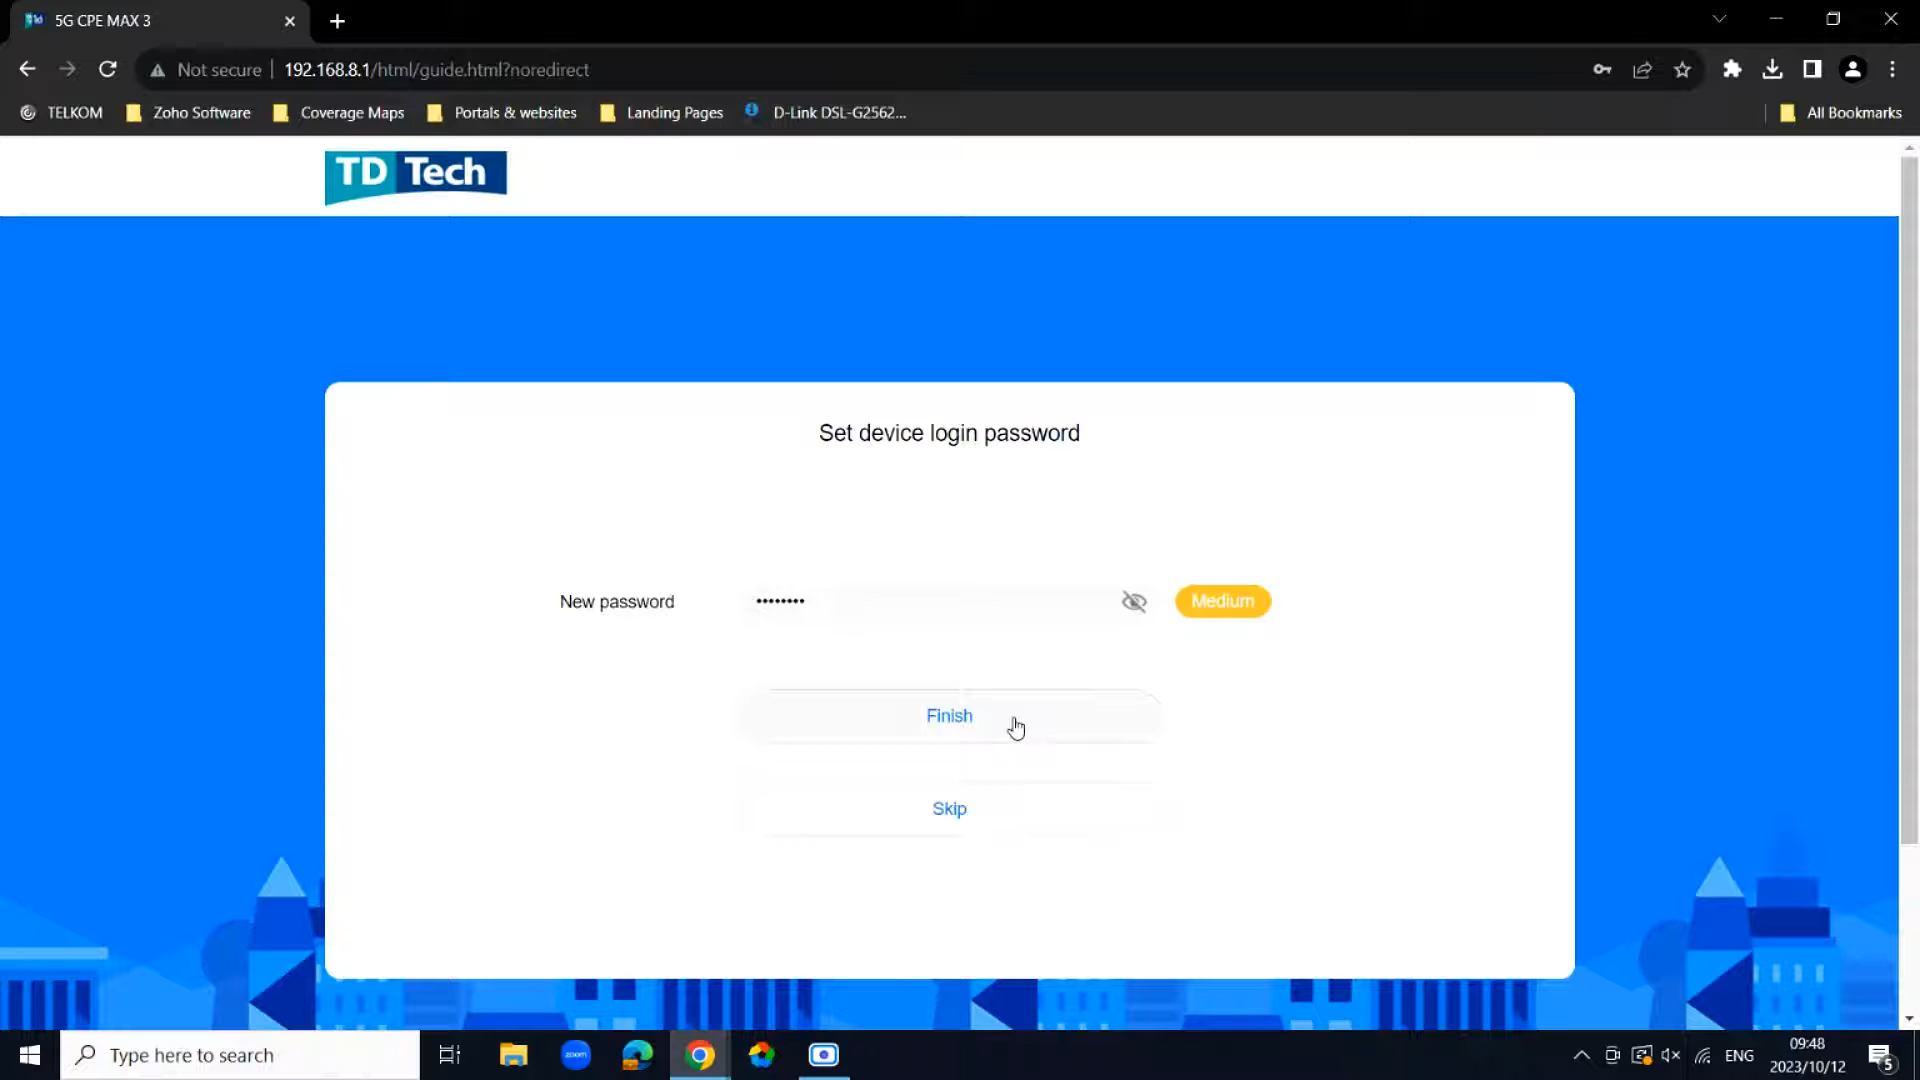 5G CPE MAX 3
Not secure
192.168.8.1/html/guide.html?noredirect
TELKOM
Zoho Software
Coverage Maps
Portals & websites
Landing Pages
D-Link DSL-G2562...
All Bookmarks
TD Tech
Set device login password
New password
••••••••
Medium
Finish
Skip
Type here to search
zoom
ENG
09:48
2023/10/12
5